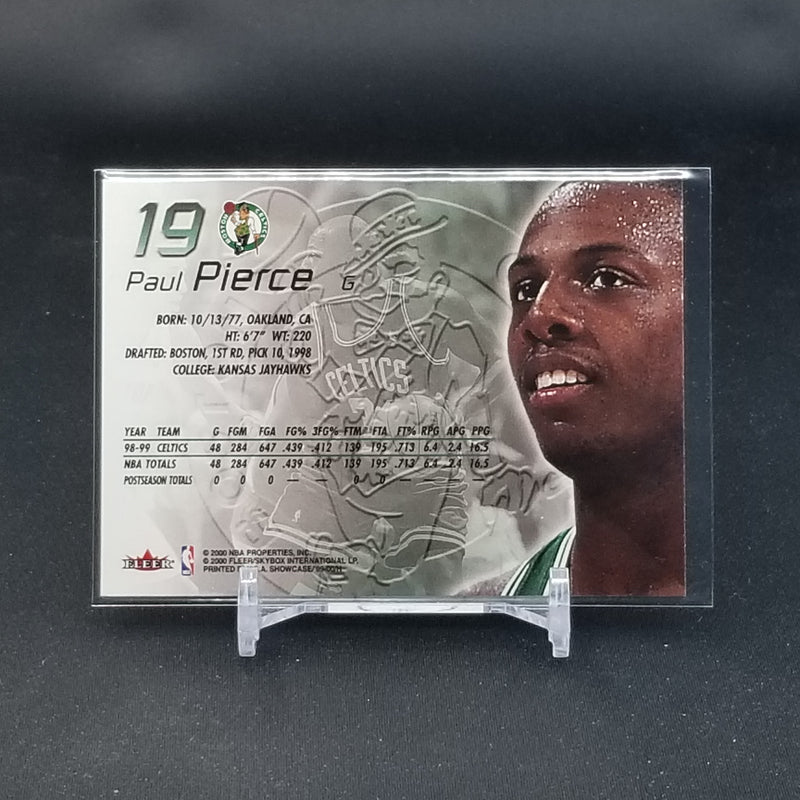 19
BOSTON CELTICS
Paul Pierce G
BORN: 10/13/77, OAKLAND, CA
HT: 6'7" WT: 220
DRAFTED: BOSTON, 1ST RD, PICK 10, 1998
COLLEGE: KANSAS JAYHAWKS
CELTICS
YEAR TEAM G FGM FGA FG% 3FG% FTM FTA FT% RPG APG PPG
98-99 CELTICS 48 284 647 .439 .412 139 195 .713 6.4 2.4 16.5
NBA TOTALS 48 284 647 .439 .412 139 195 .713 6.4 2.4 16.5
POSTSEASON TOTALS 0 0 0 — — 0 0 — — — —
FLEER
© 2000 NBA PROPERTIES, INC.
© 2000 FLEER/SKYBOX INTERNATIONAL LP.
PRINTED SHOWCASE/99-00/H